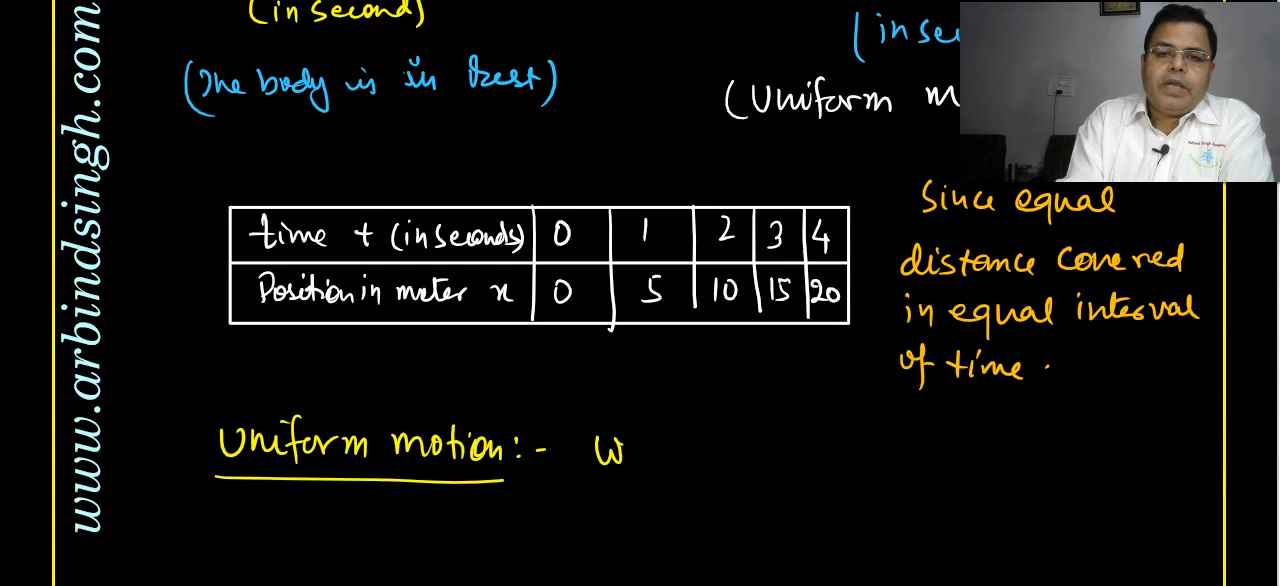 (in Second)
(in sec
(The body is in rest)
(Uniform m
Since equal
distance covered
in equal interval
of time.
time t (in seconds) 0 1 2 3 4
Position in meter x 0 5 10 15 20
Uniform motion:- W
www.arbindsingh.com